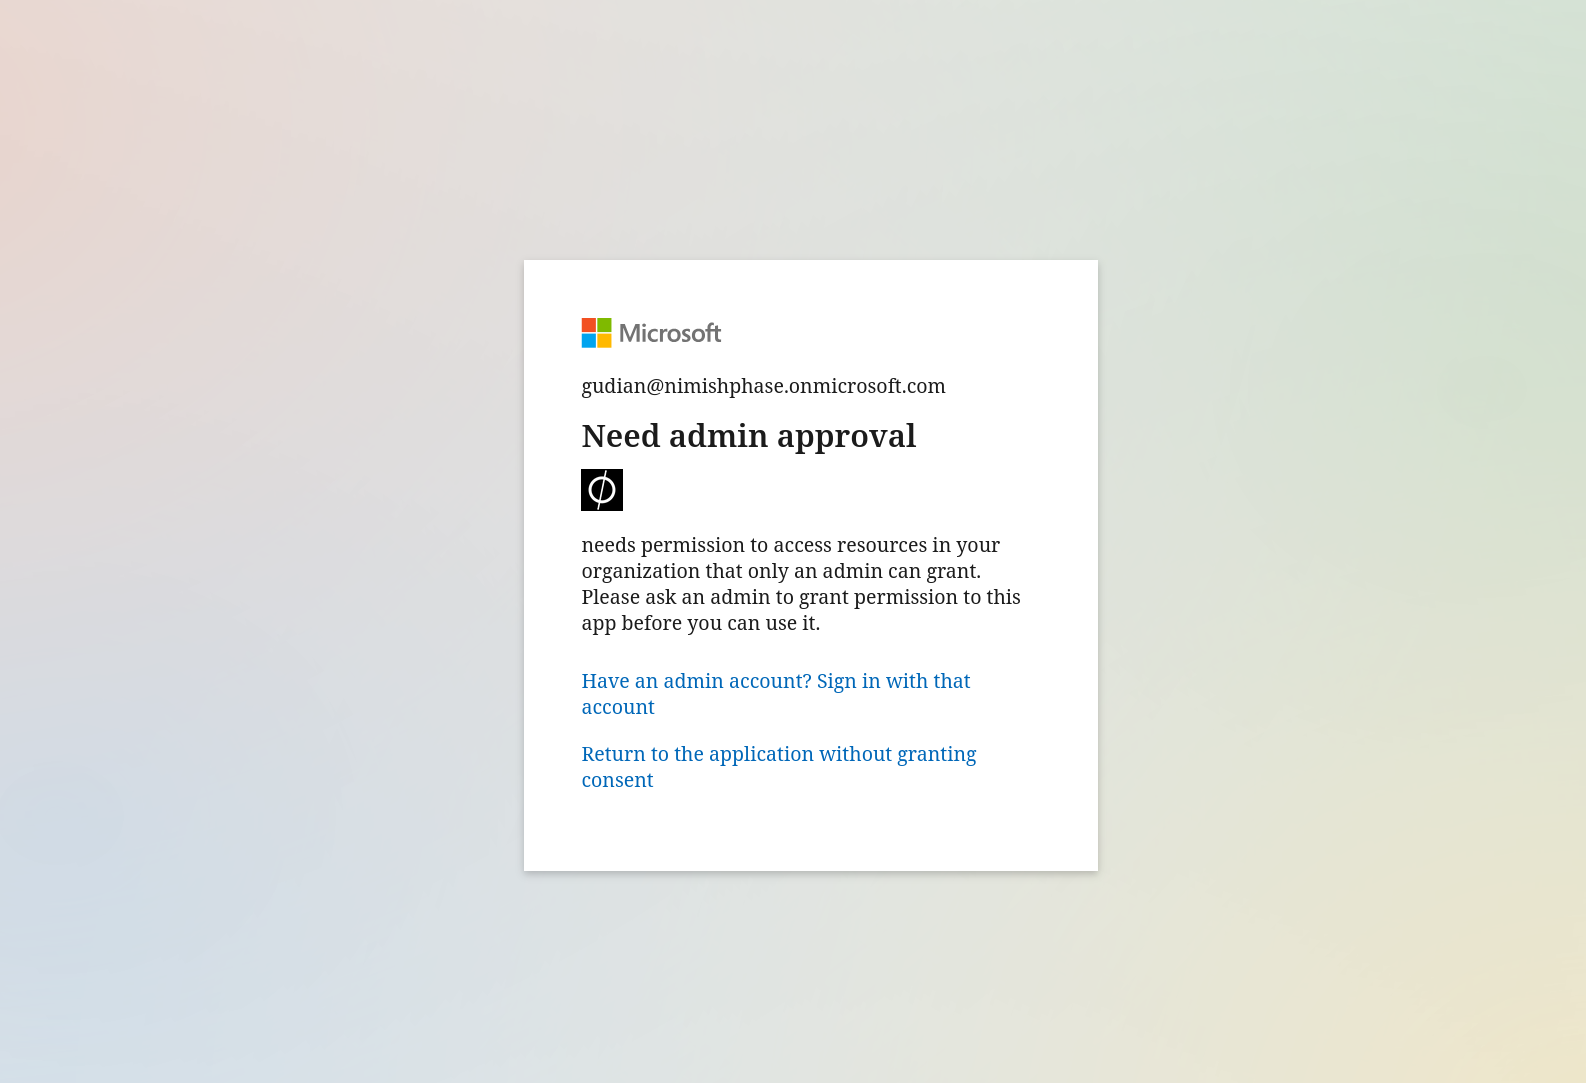 Microsoft
gudian@nimishphase.onmicrosoft.com
Need admin approval
needs permission to access resources in your
organization that only an admin can grant.
Please ask an admin to grant permission to this
app before you can use it.
Have an admin account? Sign in with that
account
Return to the application without granting
consent